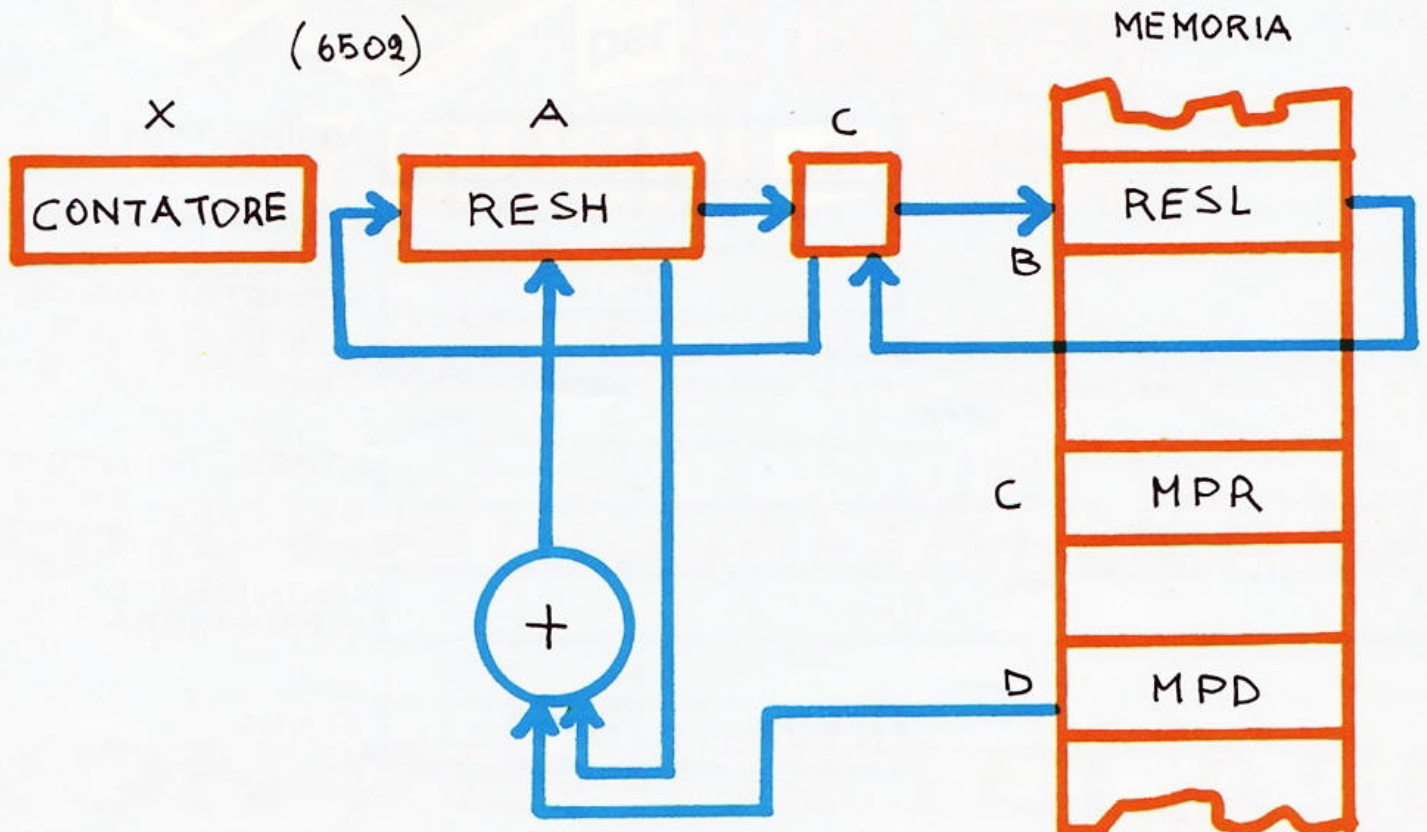 (6502)
MEMORIA
X
A
C
CONTATORE
RESH
RESL
B
C
MPR
+
D
MPD